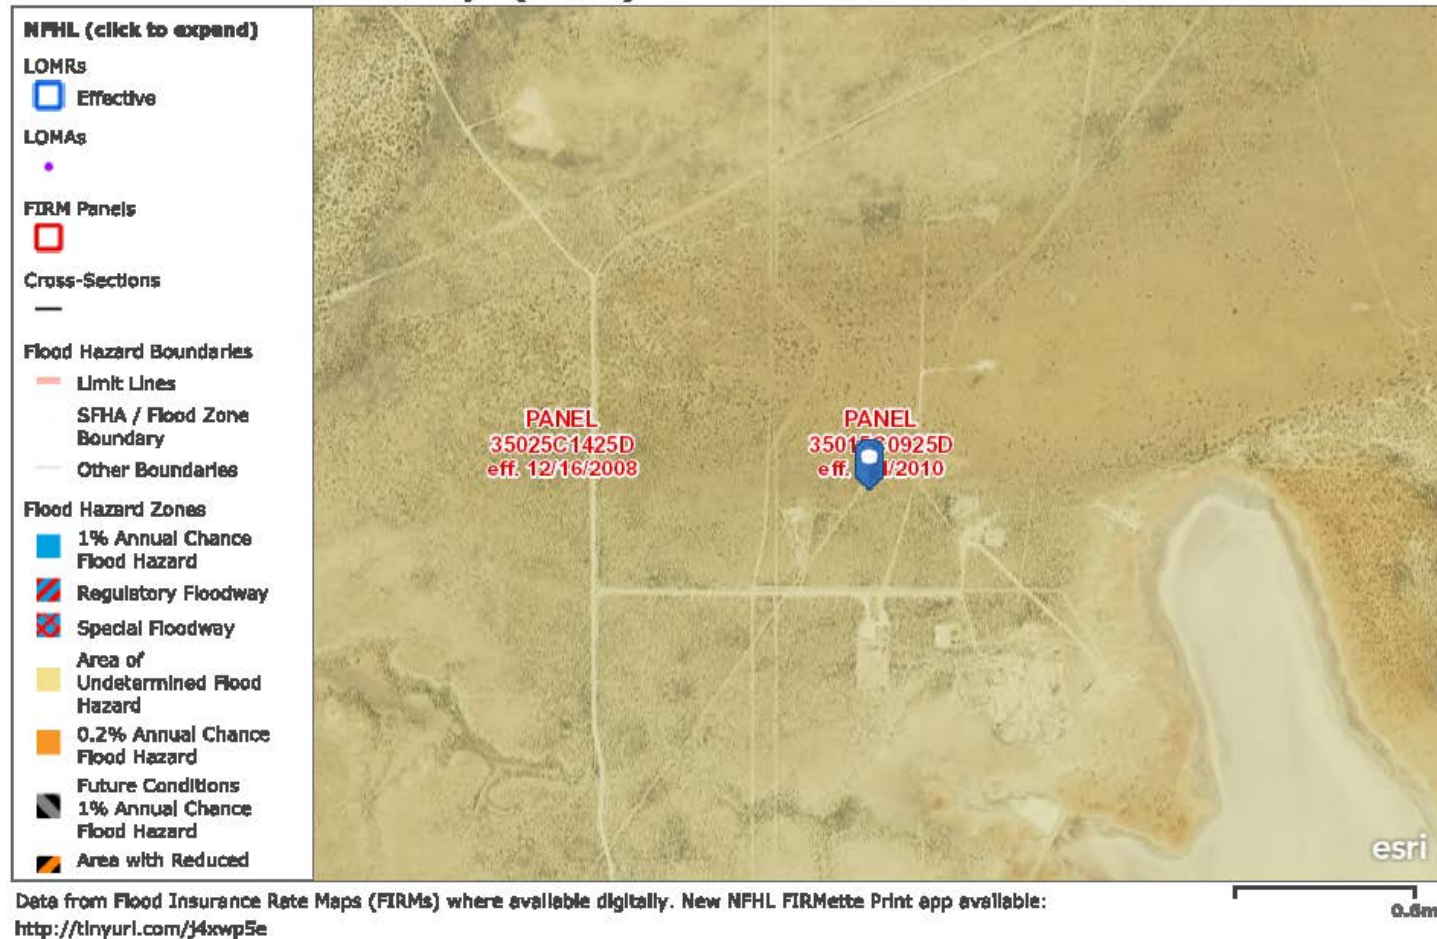 NFHL (click to expand)
LOMRs
Effective
LOMAs
FIRM Panels
Cross-Sections
Flood Hazard Boundaries
Limit Lines
SFHA / Flood Zone
Boundary
Other Boundaries
Flood Hazard Zones
1% Annual Chance
Flood Hazard
Regulatory Floodway
Special Floodway
Area of
Undetermined Flood
Hazard
0.2% Annual Chance
Flood Hazard
Future Conditions
1% Annual Chance
Flood Hazard
Area with Reduced
PANEL
35025C1425D
eff. 12/16/2008
PANEL
eff.
esri
Data from Flood Insurance Rate Maps (FIRMs) where available digitally. New NFHL FIRMette Print app available:
http://tinyurl.com/j4xwp5e